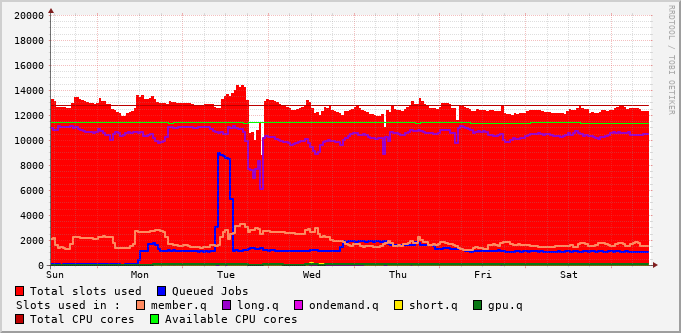 20000
18000
16000
14000
12000
10000
8000
6000
4000
2000
0
Sun Mon Tue Wed Thu Fri Sat
Total slots used Queued Jobs
Slots used in : member.q long.q ondemand.q short.q gpu.q
Total CPU cores Available CPU cores
RRDTOOL / TOBI OETIKER